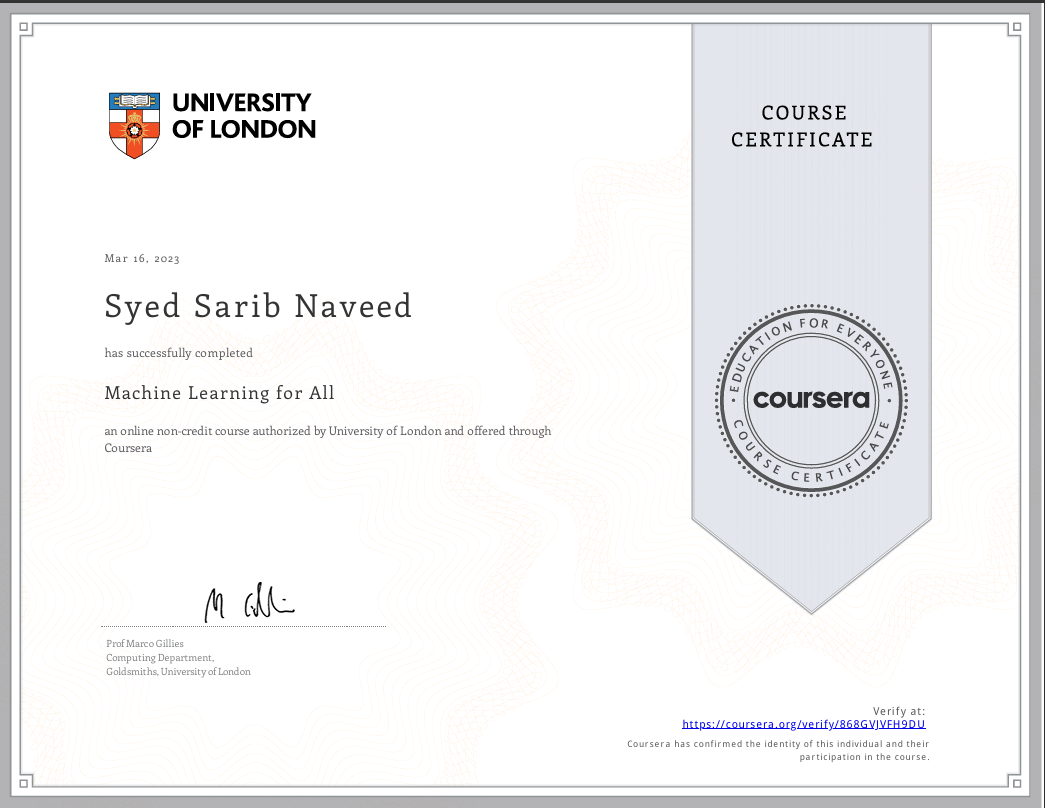 UNIVERSITY
OF LONDON
COURSE
CERTIFICATE
Mar 16, 2023
Syed Sarib Naveed
has successfully completed
Machine Learning for All
an online non-credit course authorized by University of London and offered through
Coursera
EDUCATION FOR EVERYONE
coursera
COURSE CERTIFICATE
M Gillies
Prof Marco Gillies
Computing Department,
Goldsmiths, University of London
Verify at:
https://coursera.org/verify/868GVJVFH9DU
Coursera has confirmed the identity of this individual and their
participation in the course.